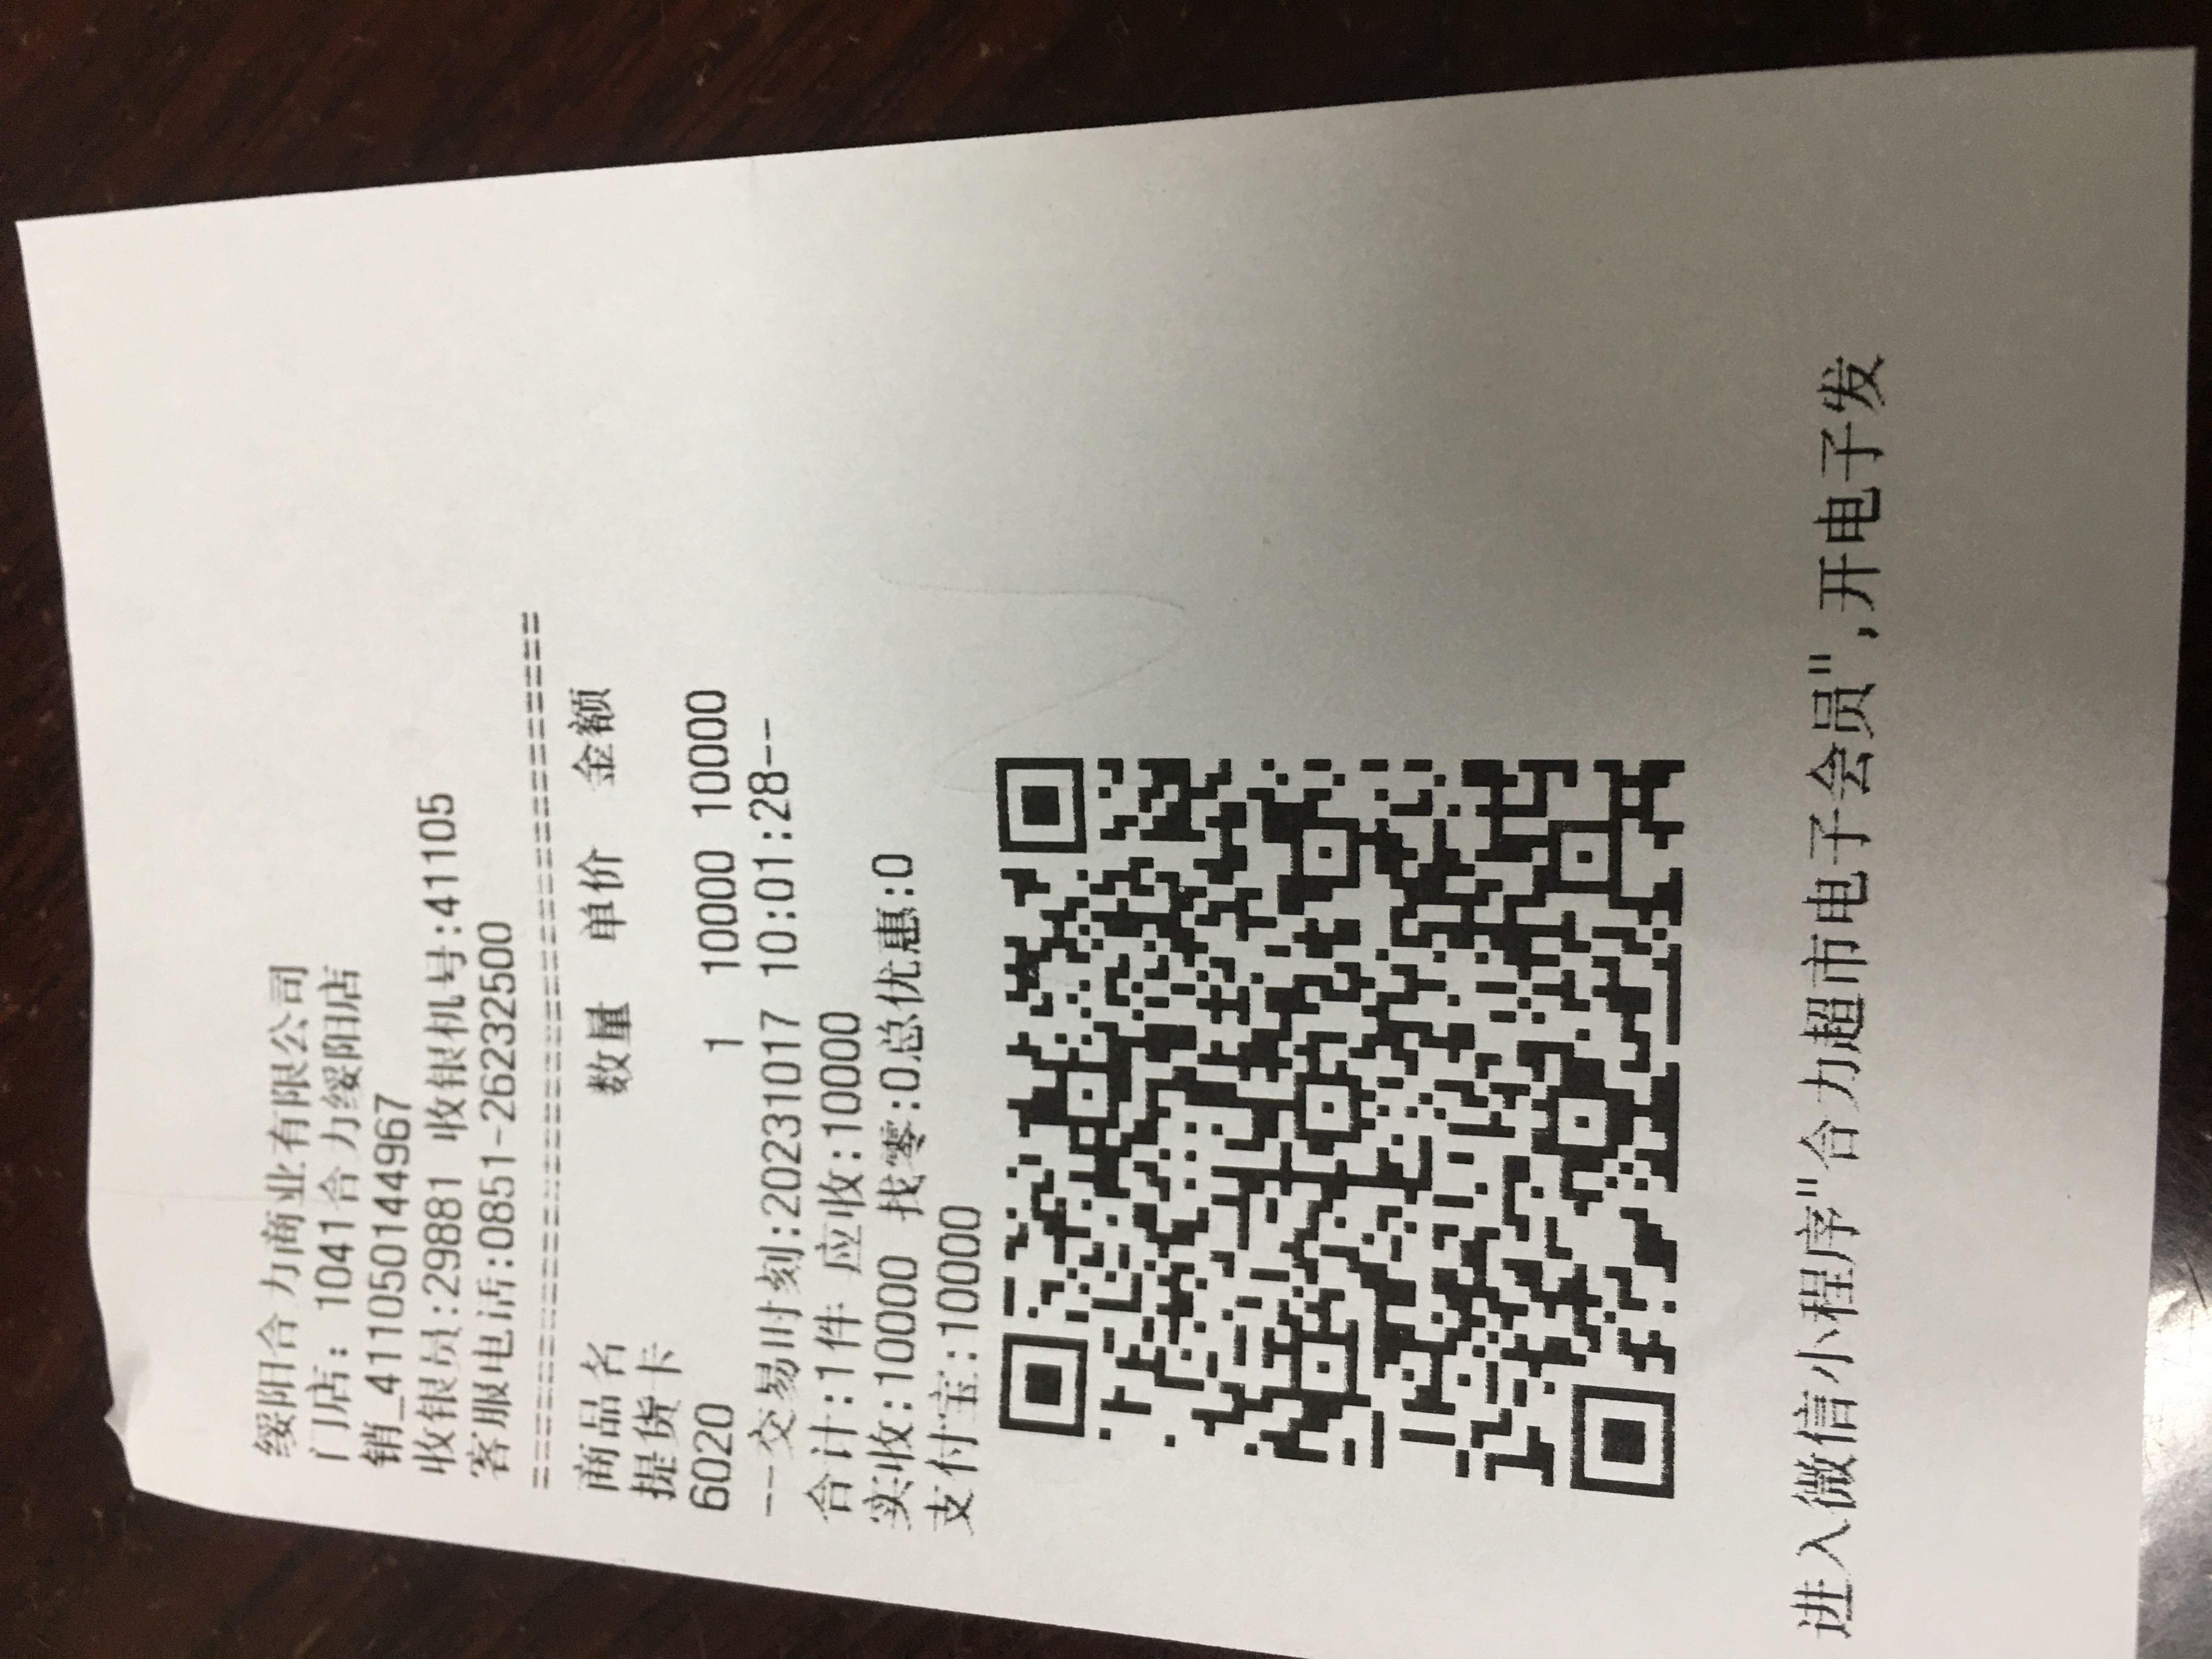 绥阳合力商业有限公司
门店: 1041合力绥阳店
销_4110501449​67
收银员:29881 收银机号:41105
客服电话:0851-26232500
================================
商品名 数量 单价 金额
提货卡
60​20 1 10000 10000
--交易时刻:20231017 10:01:28--
合计:1件 应收:10000
实收:10000 找零:0总优惠:0
支付宝:10000
进入微信小程序"合力超市电子会员",开电子发